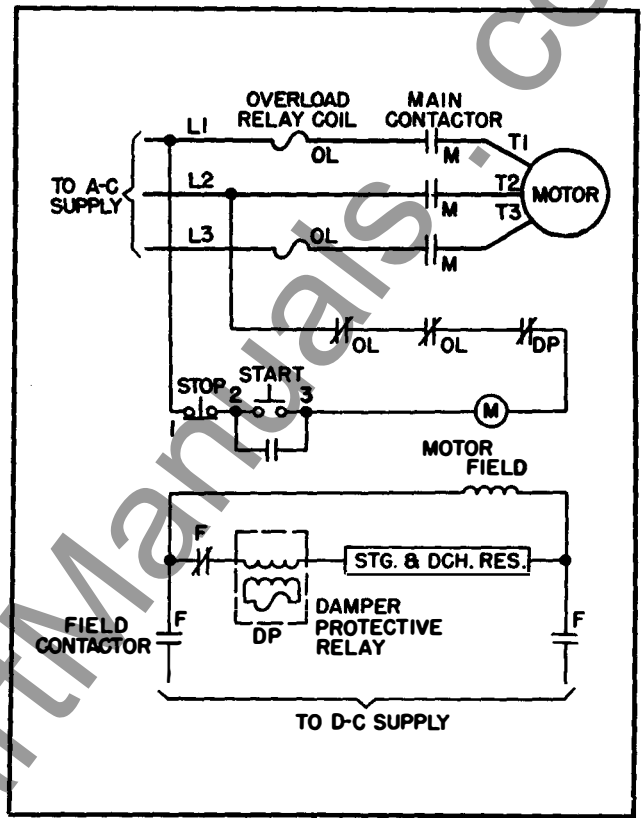 OVERLOAD
RELAY COIL
MAIN
CONTACTOR
L1
OL
M
T1
TO A-C
SUPPLY
L2
M
T2
MOTOR
T3
L3
OL
M
OL
OL
DP
STOP
START
1
2
3
M
MOTOR
FIELD
F
STG. & DCH. RES.
DP
DAMPER
PROTECTIVE
RELAY
FIELD
CONTACTOR
F
F
TO D-C SUPPLY